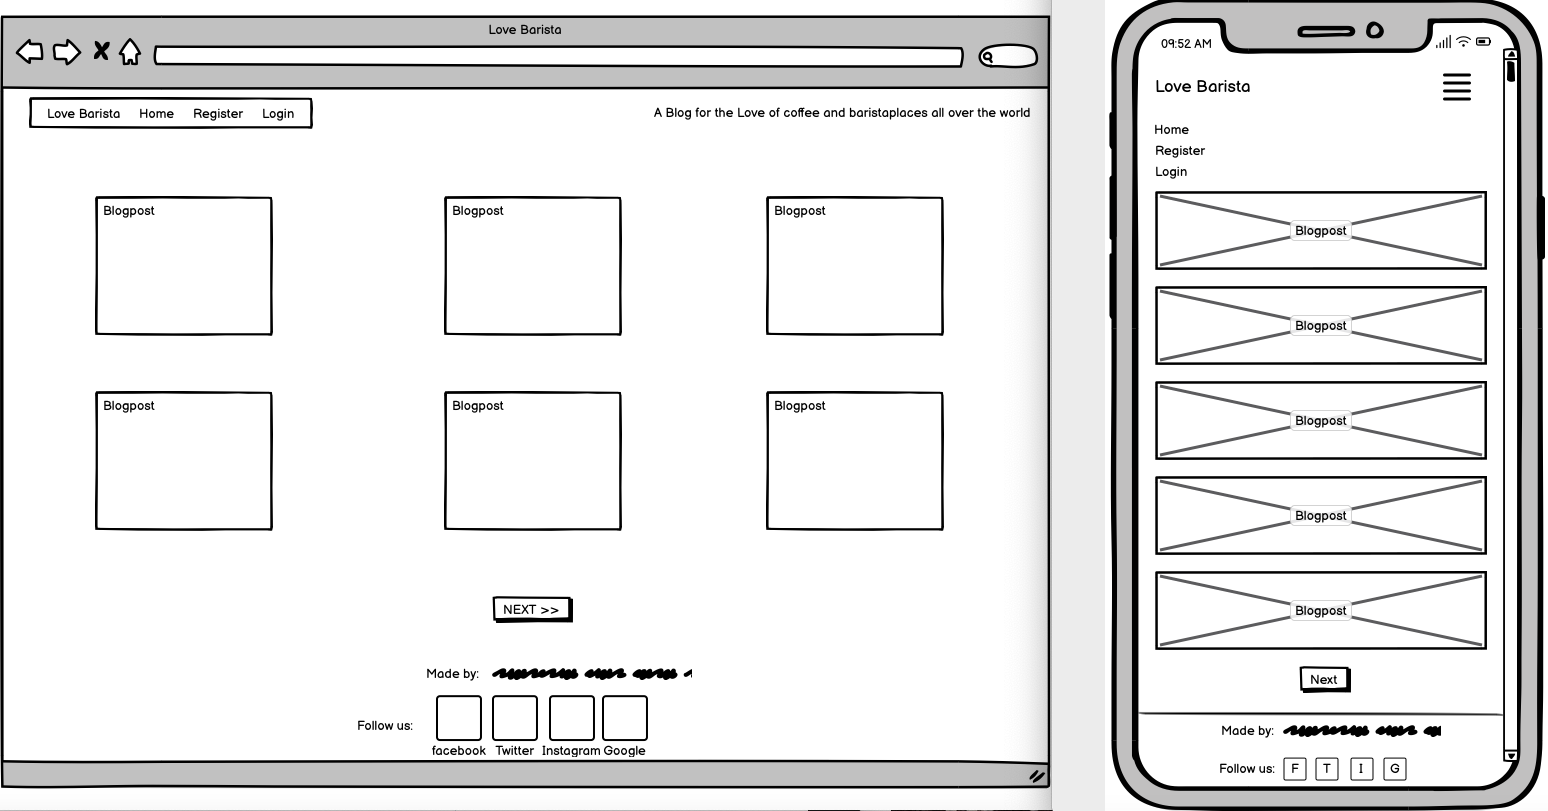 Love Barista
Love Barista Home Register Login
A Blog for the Love of coffee and baristaplaces all over the world
Blogpost Blogpost Blogpost
Blogpost Blogpost Blogpost
NEXT >>
Made by:
Follow us:
facebook Twitter Instagram Google
09:52 AM
Love Barista
Home
Register
Login
Blogpost
Blogpost
Blogpost
Blogpost
Blogpost
Next
Made by:
Follow us: F T I G